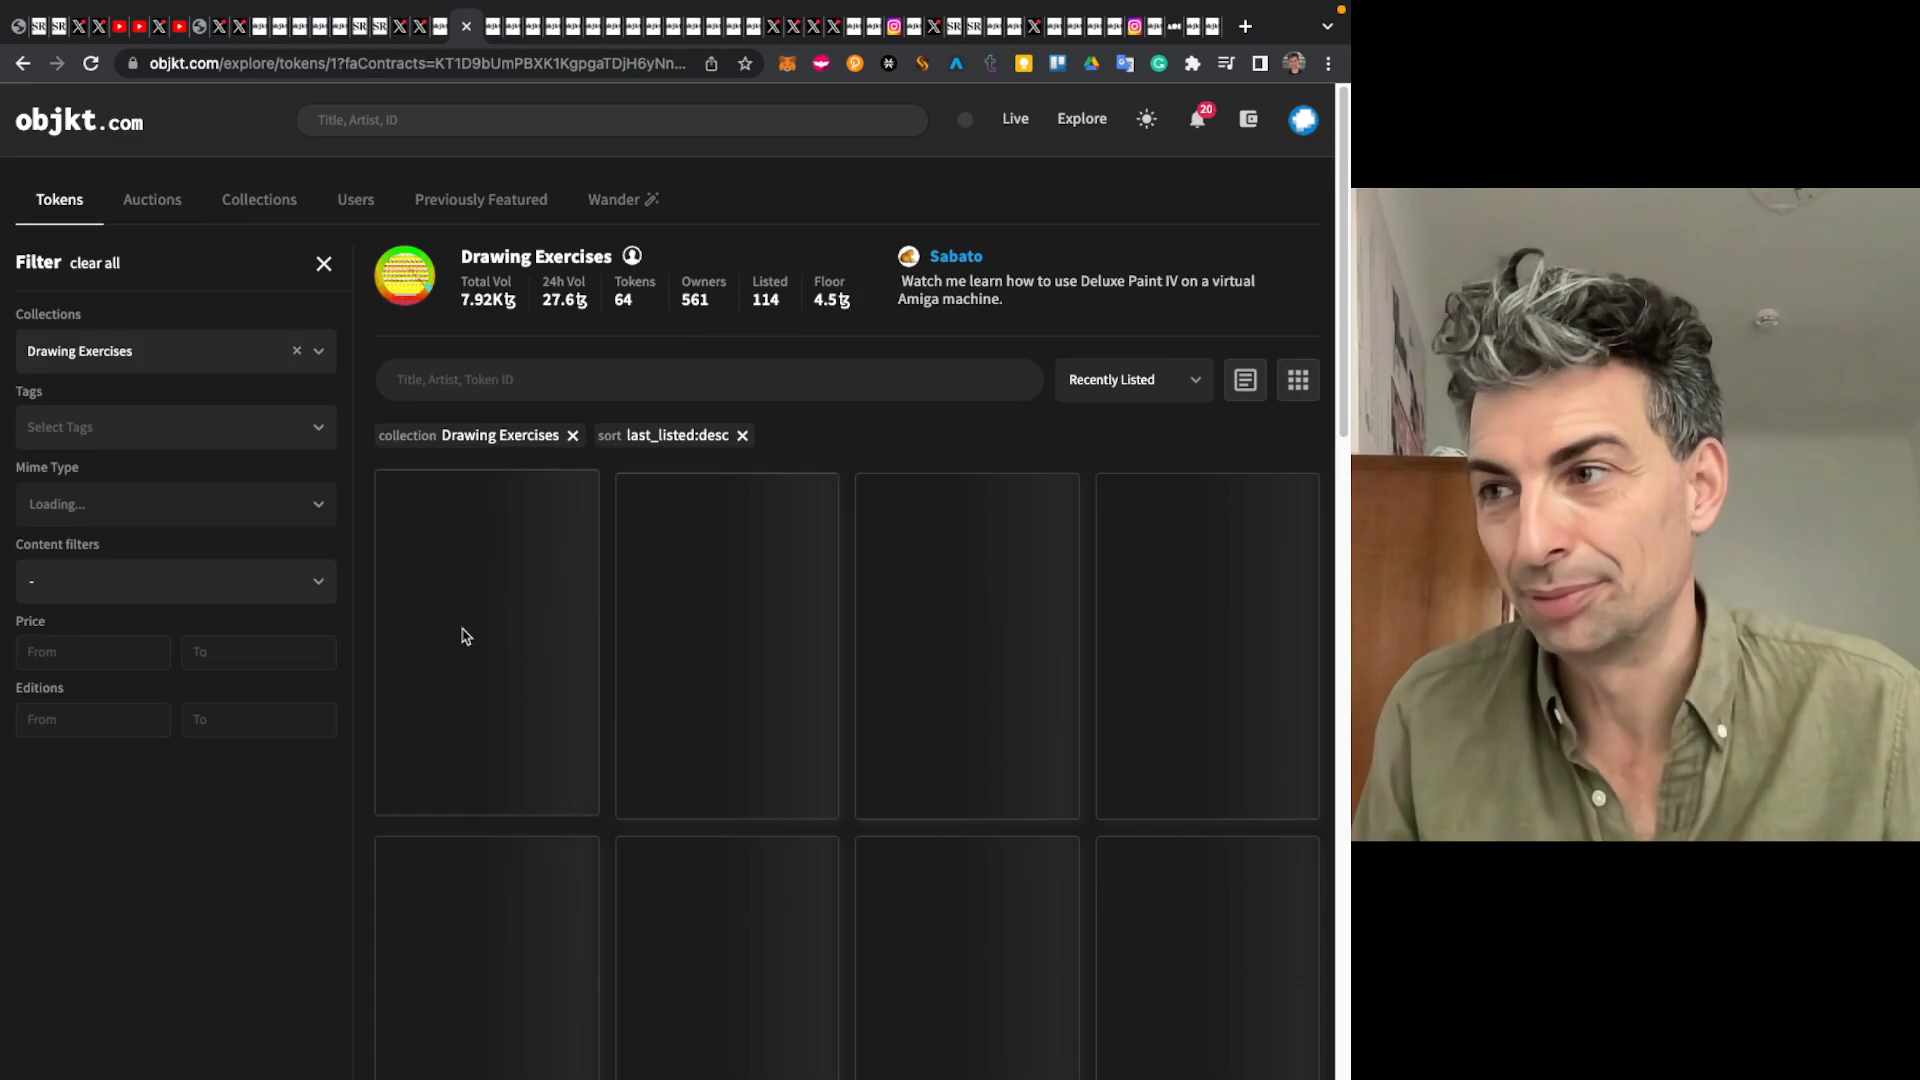 objkt.com/explore/tokens/1?faContracts=KT1D9bUmPBXK1KgpgaTDjH6yNn...
objkt.com
Title, Artist, ID
Live
Explore
20
Tokens
Auctions
Collections
Users
Previously Featured
Wander
Filter clear all
Drawing Exercises
Total Vol
24h Vol
Tokens
Owners
Listed
Floor
7.92Kꜩ
27.6ꜩ
64
561
114
4.5ꜩ
Sabato
Watch me learn how to use Deluxe Paint IV on a virtual
Amiga machine.
Collections
Drawing Exercises
Tags
Select Tags
Mime Type
Loading...
Content filters
-
Price
From
To
Editions
From
To
Title, Artist, Token ID
Recently Listed
collection Drawing Exercises
sort last_listed:desc